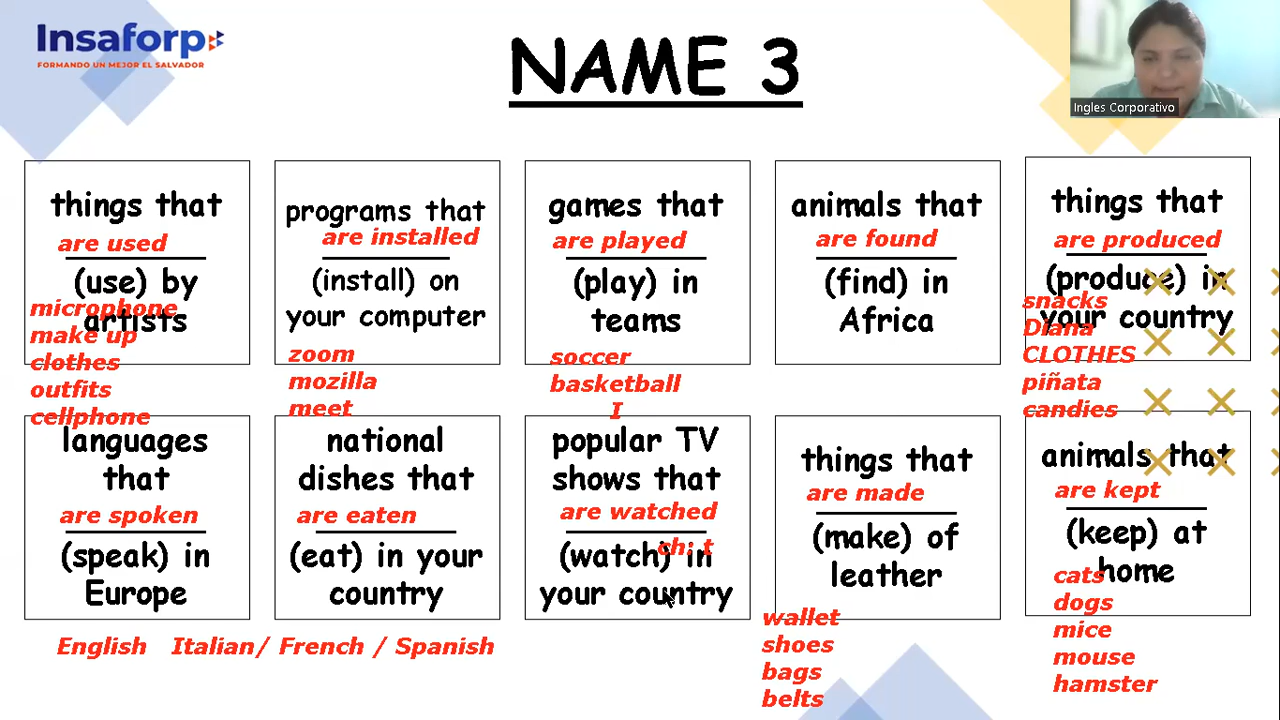 Insaforp
FORMANDO UN MEJOR EL SALVADOR
NAME 3
Ingles Corporativo
things that
are used
(use) by
artists
microphone
make up
clothes
outfits
cellphone
programs that
are installed
(install) on
your computer
zoom
mozilla
meet
games that
are played
(play) in
teams
soccer
basketball
animals that
are found
(find) in
Africa
things that
are produced
(produce) in
your country
snacks
Diana
CLOTHES
piñata
candies
languages
that
are spoken
(speak) in
Europe
English Italian/ French / Spanish
national
dishes that
are eaten
(eat) in your
country
popular TV
shows that
are watched
ch: t
(watch) in
your country
things that
are made
(make) of
leather
wallet
shoes
bags
belts
animals that
are kept
(keep) at
home
cats
dogs
mice
mouse
hamster